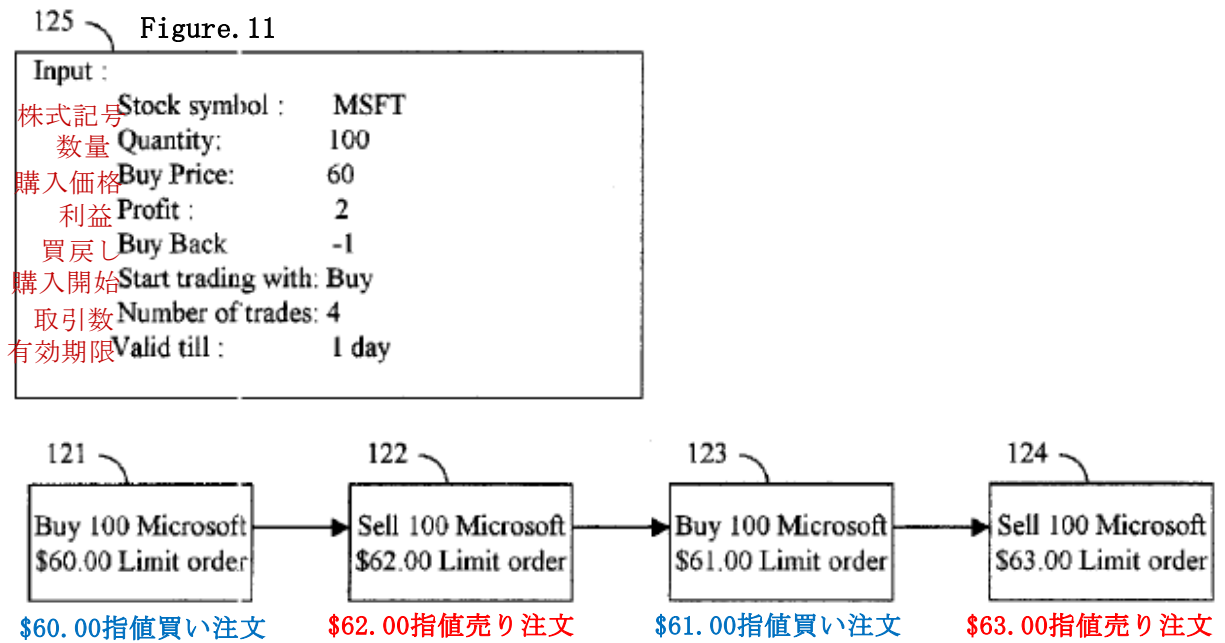 125
Figure.11
Input :
株式記号 Stock symbol : MSFT
数量 Quantity: 100
購入価格 Buy Price: 60
利益 Profit : 2
買戻し Buy Back -1
購入開始 Start trading with: Buy
取引数 Number of trades: 4
有効期限 Valid till : 1 day
121 122 123 124
Buy 100 Microsoft
$60.00 Limit order
Sell 100 Microsoft
$62.00 Limit order
Buy 100 Microsoft
$61.00 Limit order
Sell 100 Microsoft
$63.00 Limit order
$60.00指値買い注文 $62.00指値売り注文 $61.00指値買い注文 $63.00指値売り注文